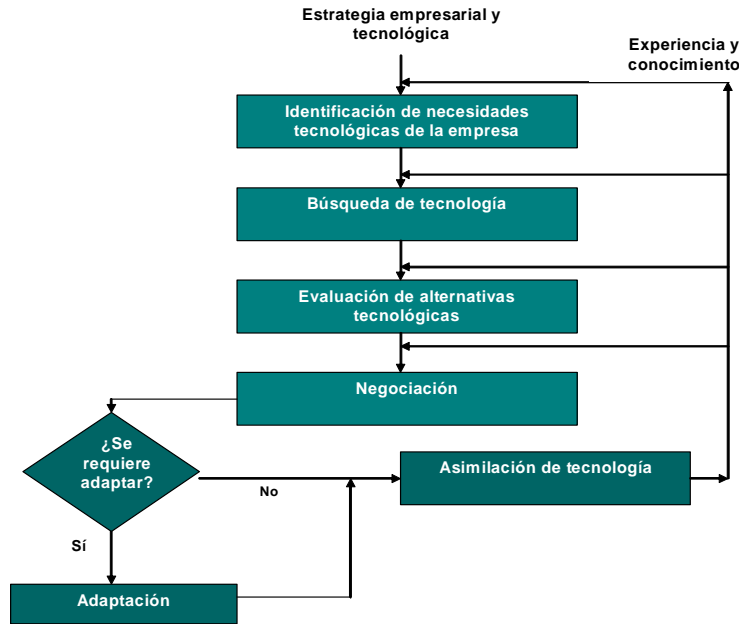 Estrategia empresarial y
tecnológica
Experiencia y
conocimiento
Identificación de necesidades
tecnológicas de la empresa
Búsqueda de tecnología
Evaluación de alternativas
tecnológicas
Negociación
¿Se
requiere
adaptar?
No
Asimilación de tecnología
Sí
Adaptación